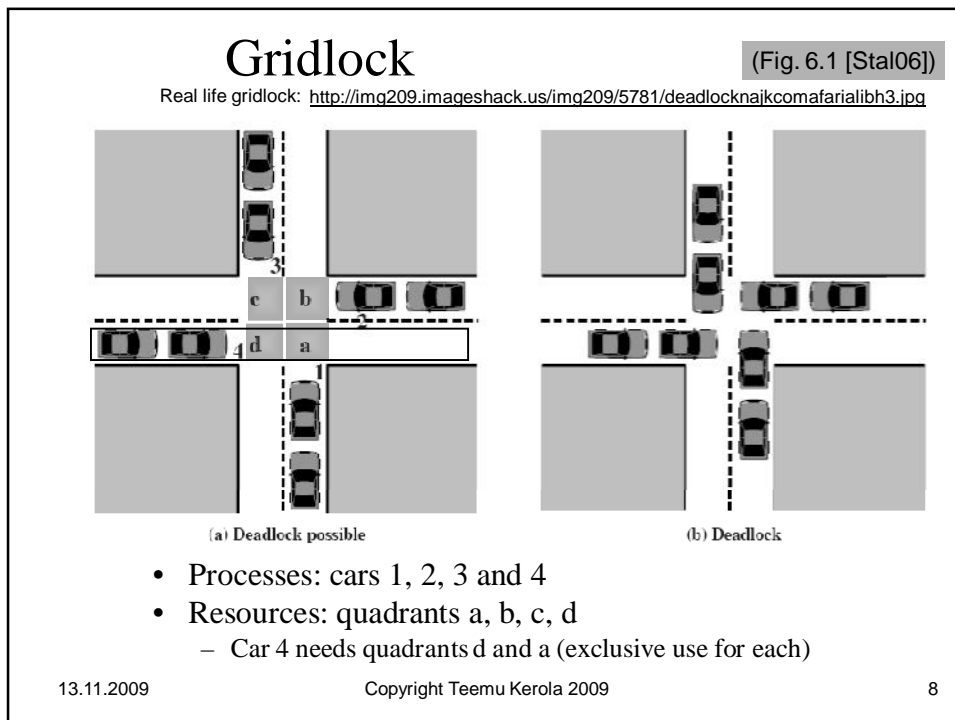 Gridlock
(Fig. 6.1 [Stal06])
Real life gridlock: http://img209.imageshack.us/img209/5781/deadlocknajkcomafarialibh3.jpg
3
c b
2
4 d a
1
(a) Deadlock possible
(b) Deadlock
• Processes: cars 1, 2, 3 and 4
• Resources: quadrants a, b, c, d
– Car 4 needs quadrants d and a (exclusive use for each)
13.11.2009
Copyright Teemu Kerola 2009
8